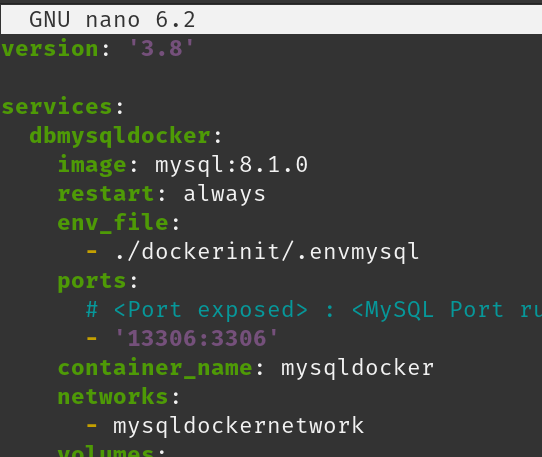 GNU nano 6.2
version: '3.8'
services:
dbmysqldocker:
image: mysql:8.1.0
restart: always
env_file:
- ./dockerinit/.envmysql
ports:
# <Port exposed> : <MySQL Port ru
- '13306:3306'
container_name: mysqldocker
networks:
- mysqldockernetwork
volumes: